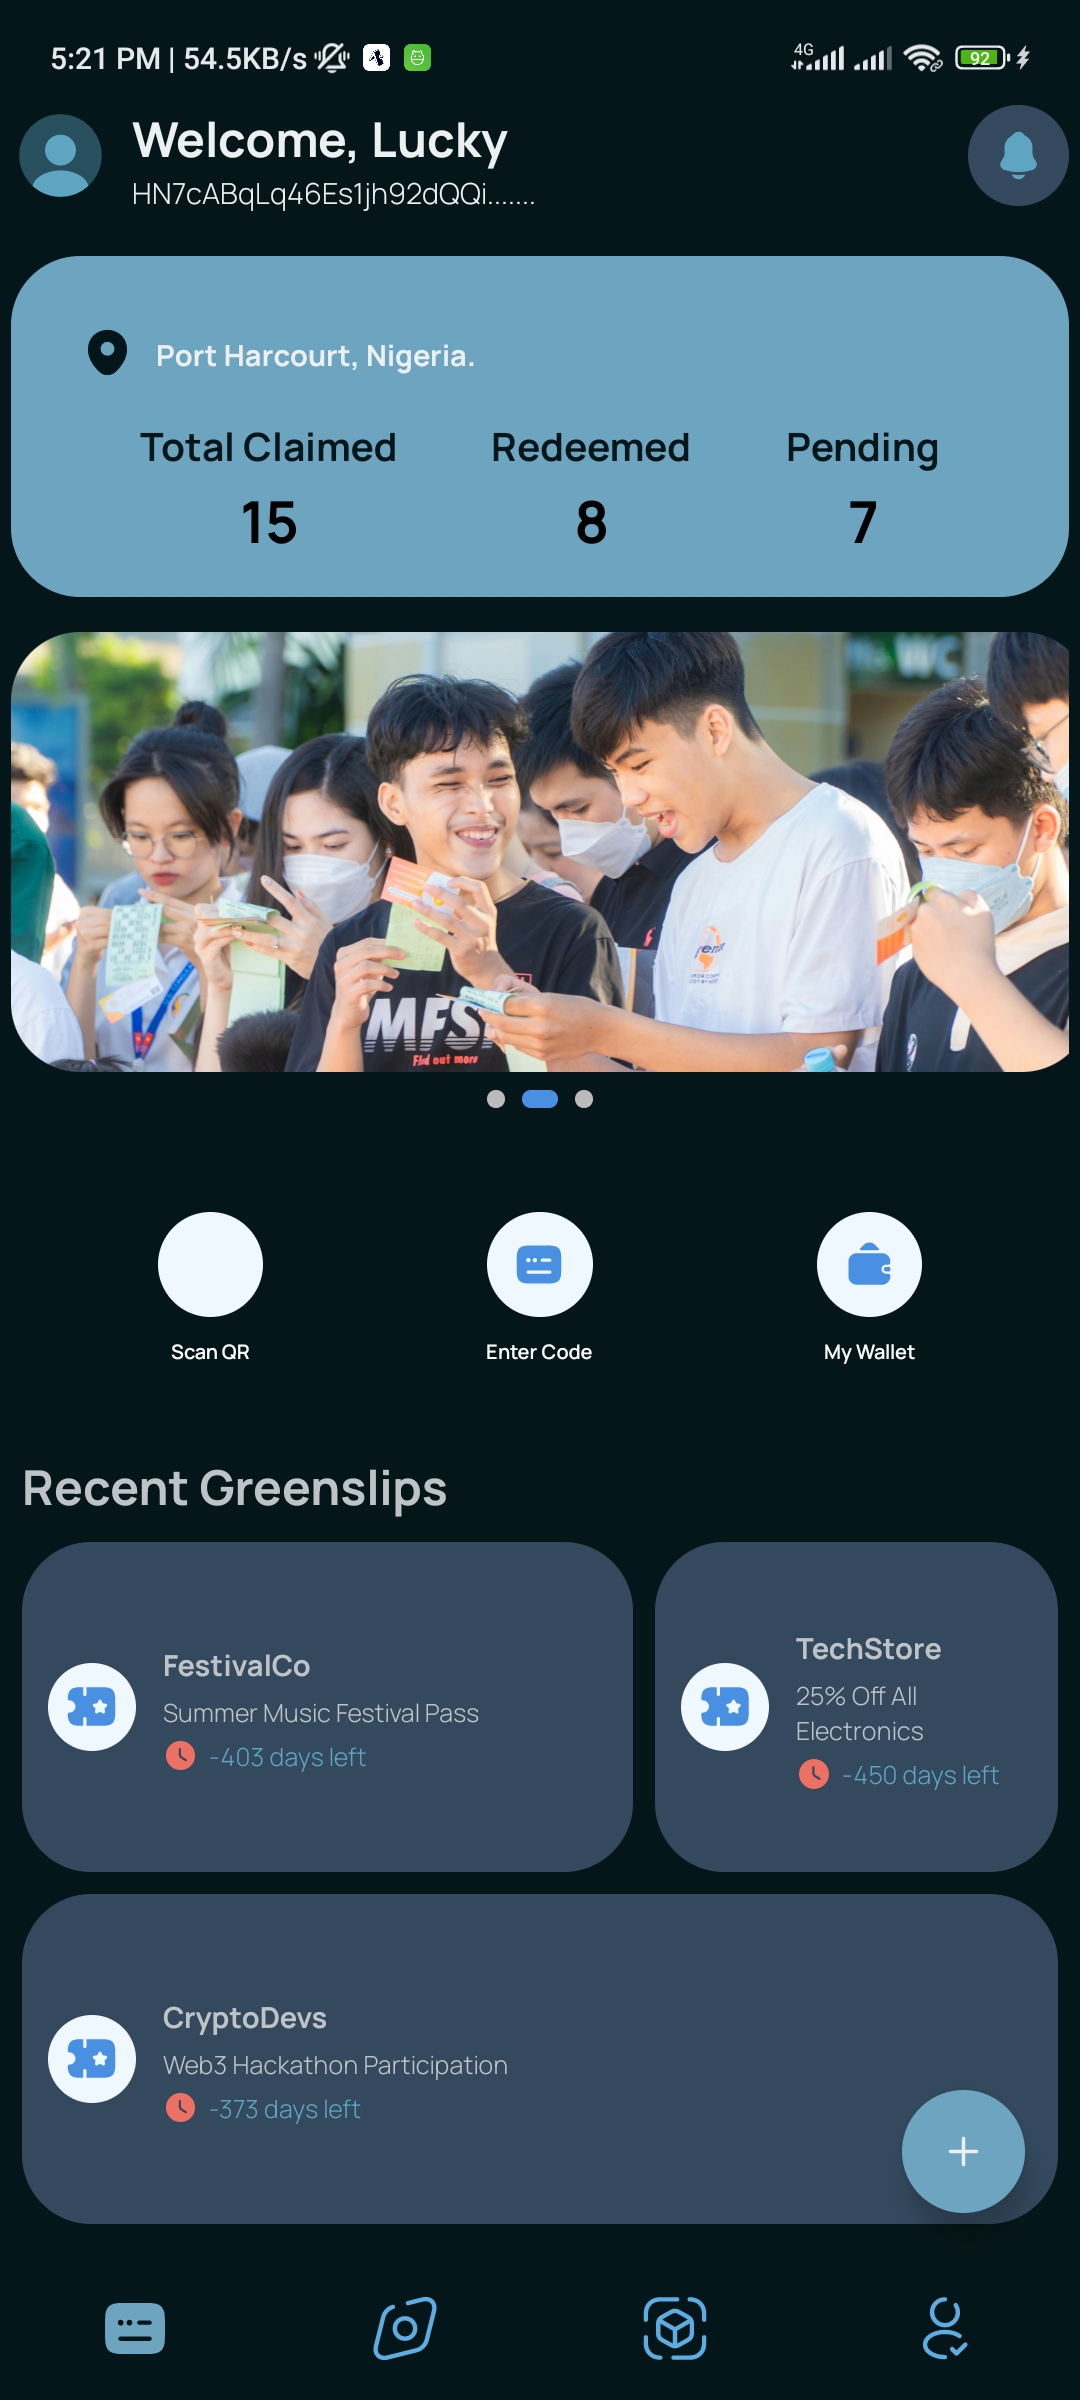 5:21 PM | 54.5KB/s
4G
92
Welcome, Lucky
HN7cABqLq46Es1jh92dQQi.......
Port Harcourt, Nigeria.
Total Claimed Redeemed Pending
15 8 7
WC
MFS
Find out more
Scan QR Enter Code My Wallet
Recent Greenslips
FestivalCo
Summer Music Festival Pass
-403 days left
TechStore
25% Off All
Electronics
-450 days left
CryptoDevs
Web3 Hackathon Participation
-373 days left